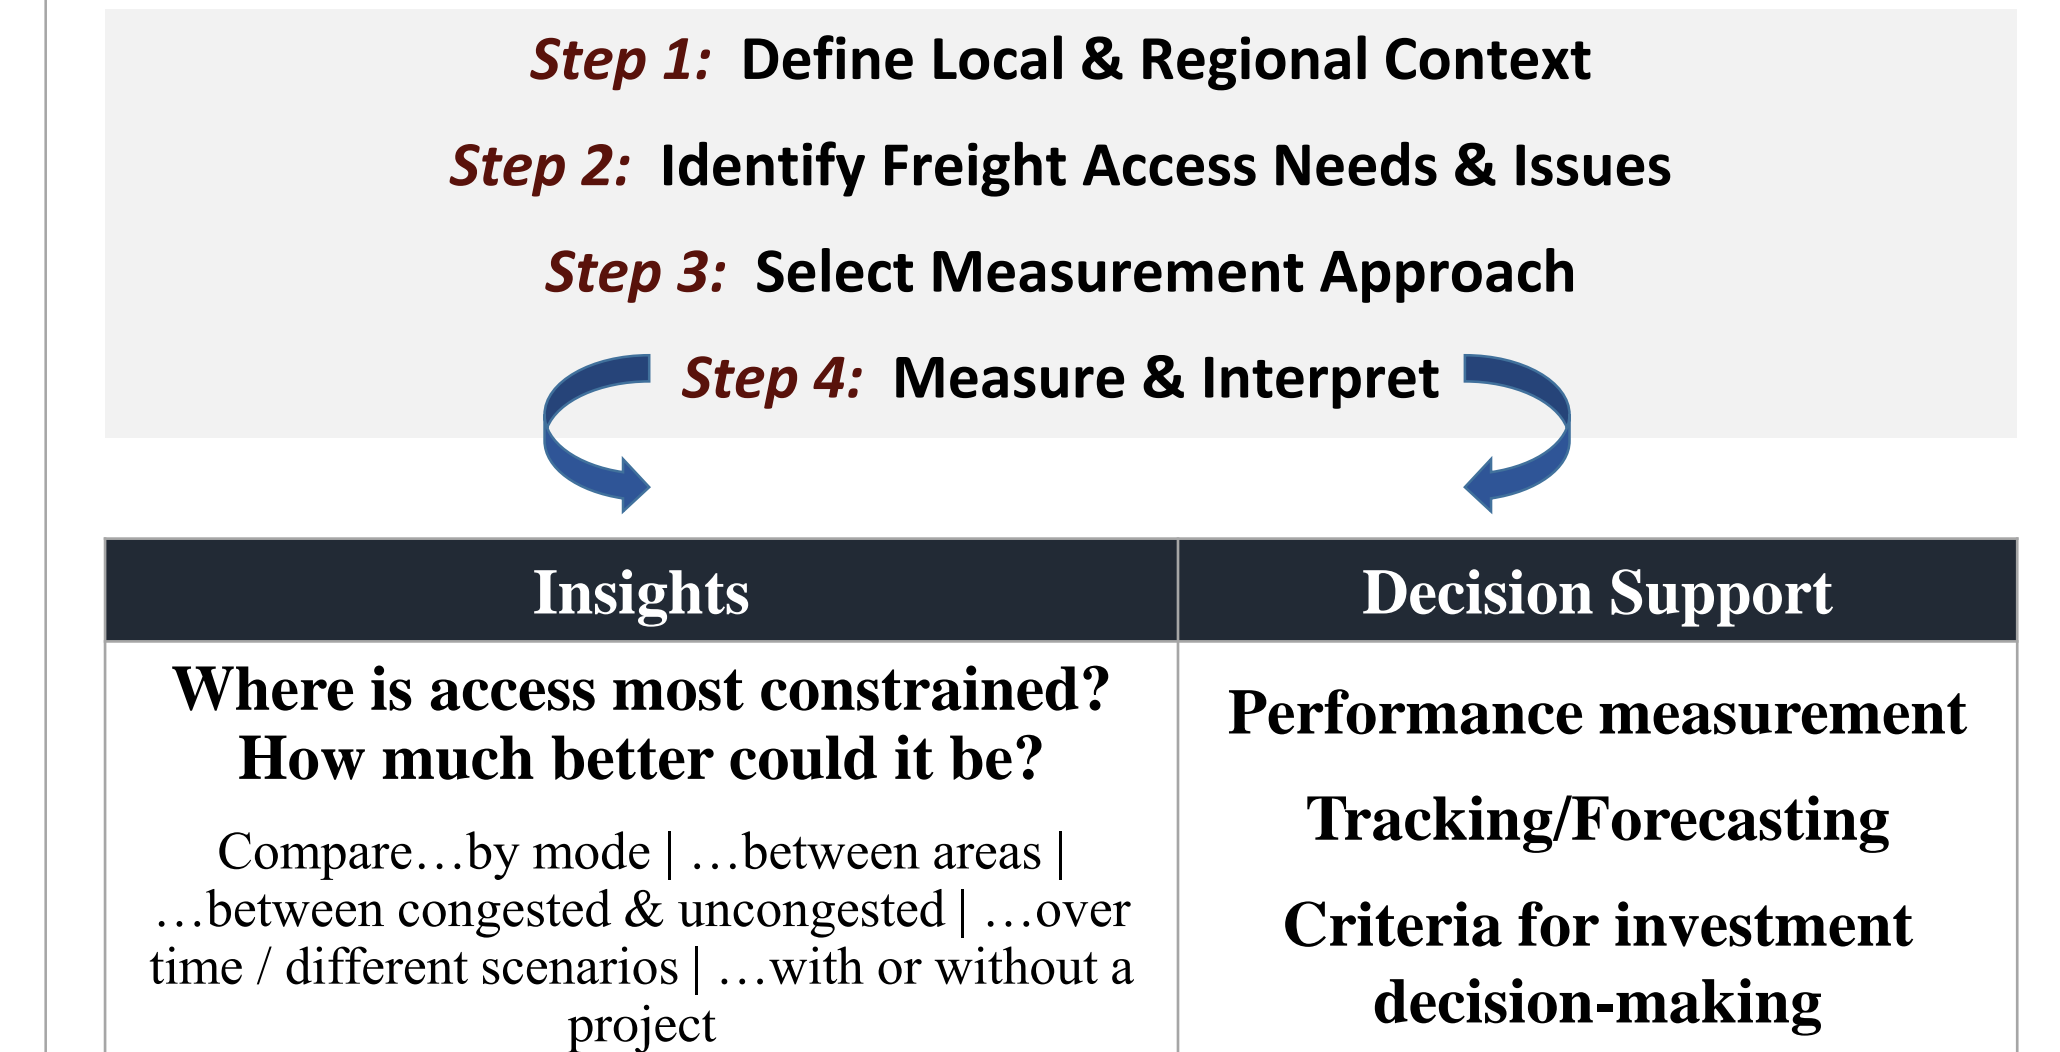 Step 1: Define Local & Regional Context
Step 2: Identify Freight Access Needs & Issues
Step 3: Select Measurement Approach
Step 4: Measure & Interpret
Insights
Where is access most constrained?
How much better could it be?
Compare…by mode | …between areas |
…between congested & uncongested | …over
time / different scenarios | …with or without a
project
Decision Support
Performance measurement
Tracking/Forecasting
Criteria for investment
decision-making